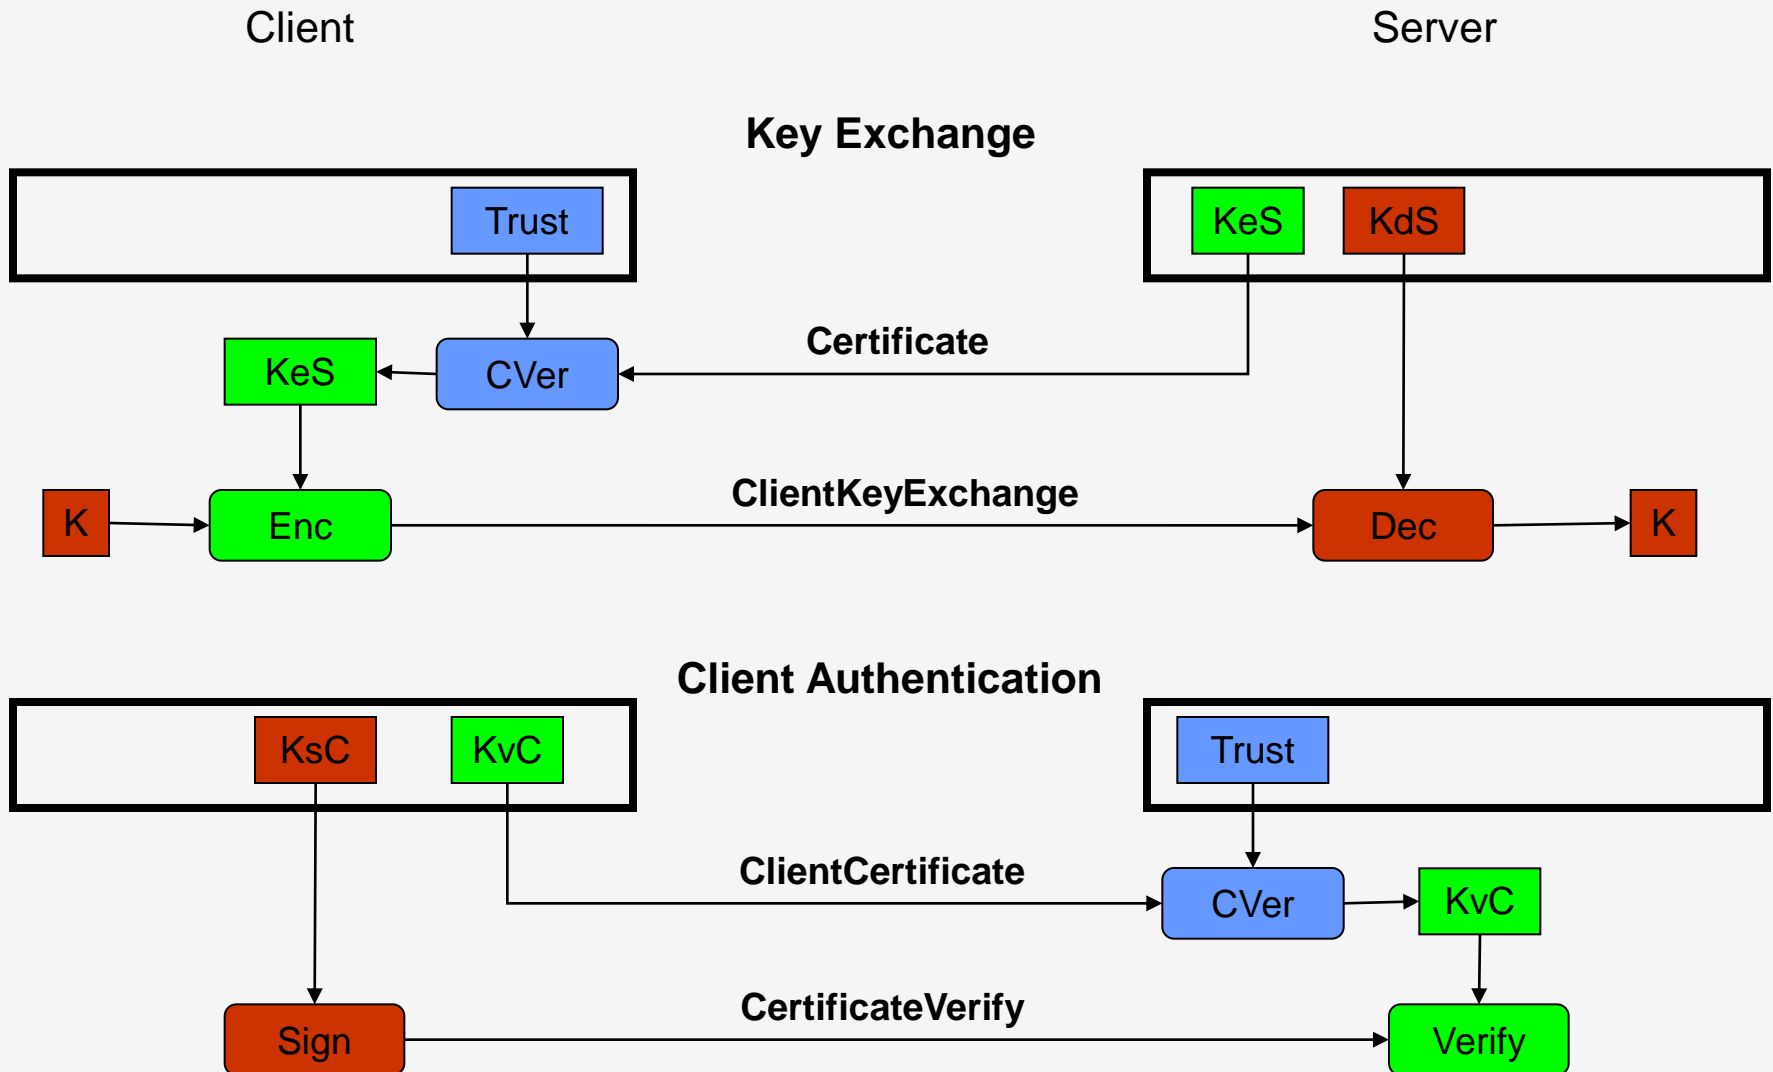 Client
Server
Key Exchange
Trust
KeS
KdS
Certificate
KeS
CVer
ClientKeyExchange
K
Enc
Dec
K
Client Authentication
KsC
KvC
Trust
ClientCertificate
CVer
KvC
CertificateVerify
Sign
Verify